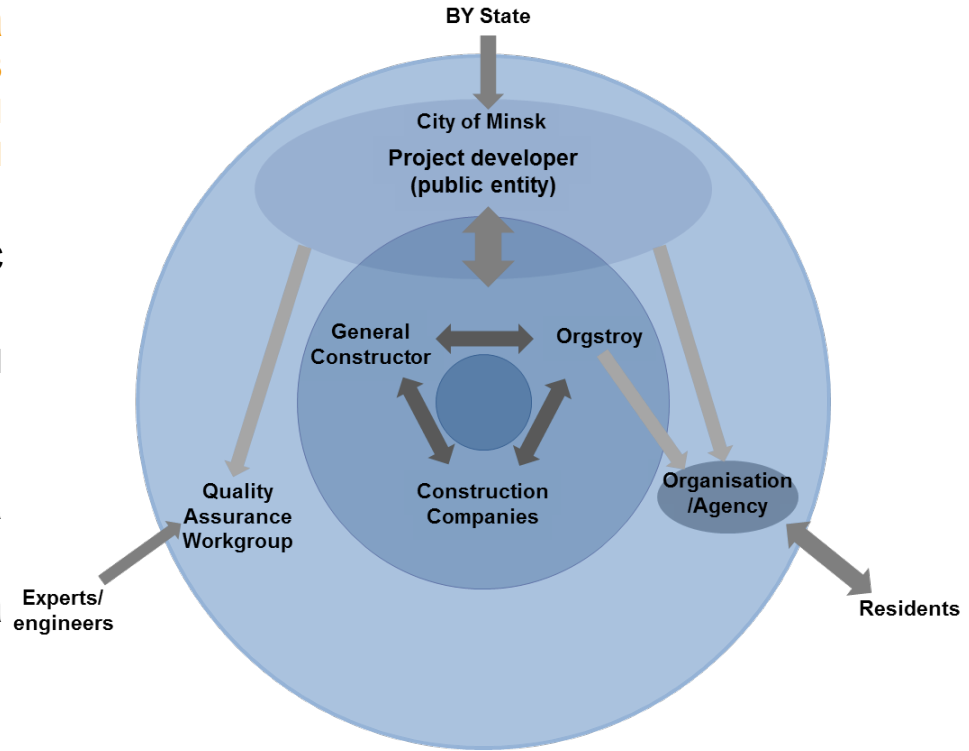 BY State
City of Minsk
Project developer
(public entity)
General
Constructor
Orgstroy
Quality
Assurance
Workgroup
Construction
Companies
Organisation
/Agency
Experts/
engineers
Residents